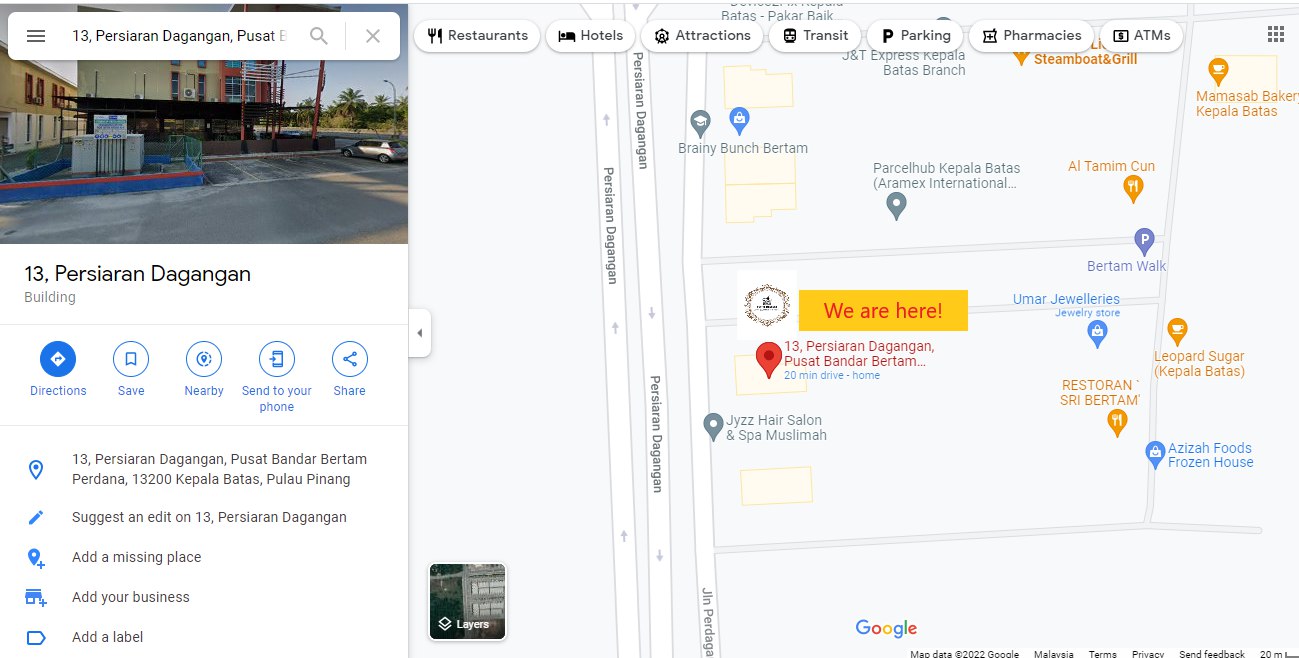 13, Persiaran Dagangan, Pusat B
Restaurants
Hotels
Attractions
Transit
Parking
Pharmacies
ATMs
13, Persiaran Dagangan
Building
Directions
Save
Nearby
Send to your
phone
Share
13, Persiaran Dagangan, Pusat Bandar Bertam
Perdana, 13200 Kepala Batas, Pulau Pinang
Suggest an edit on 13, Persiaran Dagangan
Add a missing place
Add your business
Add a label
Batas - Pakar Baik...
J&T Express Kepala
Batas Branch
Steamboat&Grill
Mamasab Bakery
Kepala Batas
Persiaran Dagangan
Brainy Bunch Bertam
Parcelhub Kepala Batas
(Aramex International...
Al Tamim Cun
Persiaran Dagangan
P
Bertam Walk
We are here!
Umar Jewelleries
Jewelry store
13, Persiaran Dagangan,
Pusat Bandar Bertam...
20 min drive - home
Leopard Sugar
(Kepala Batas)
RESTORAN
SRI BERTAM
Persiaran Dagangan
Jyzz Hair Salon
& Spa Muslimah
Azizah Foods
Frozen House
Jln Perdaga
Layers
Google
Map data ©2022 Google
Malaysia
Terms
Privacy
Send feedback
20 m